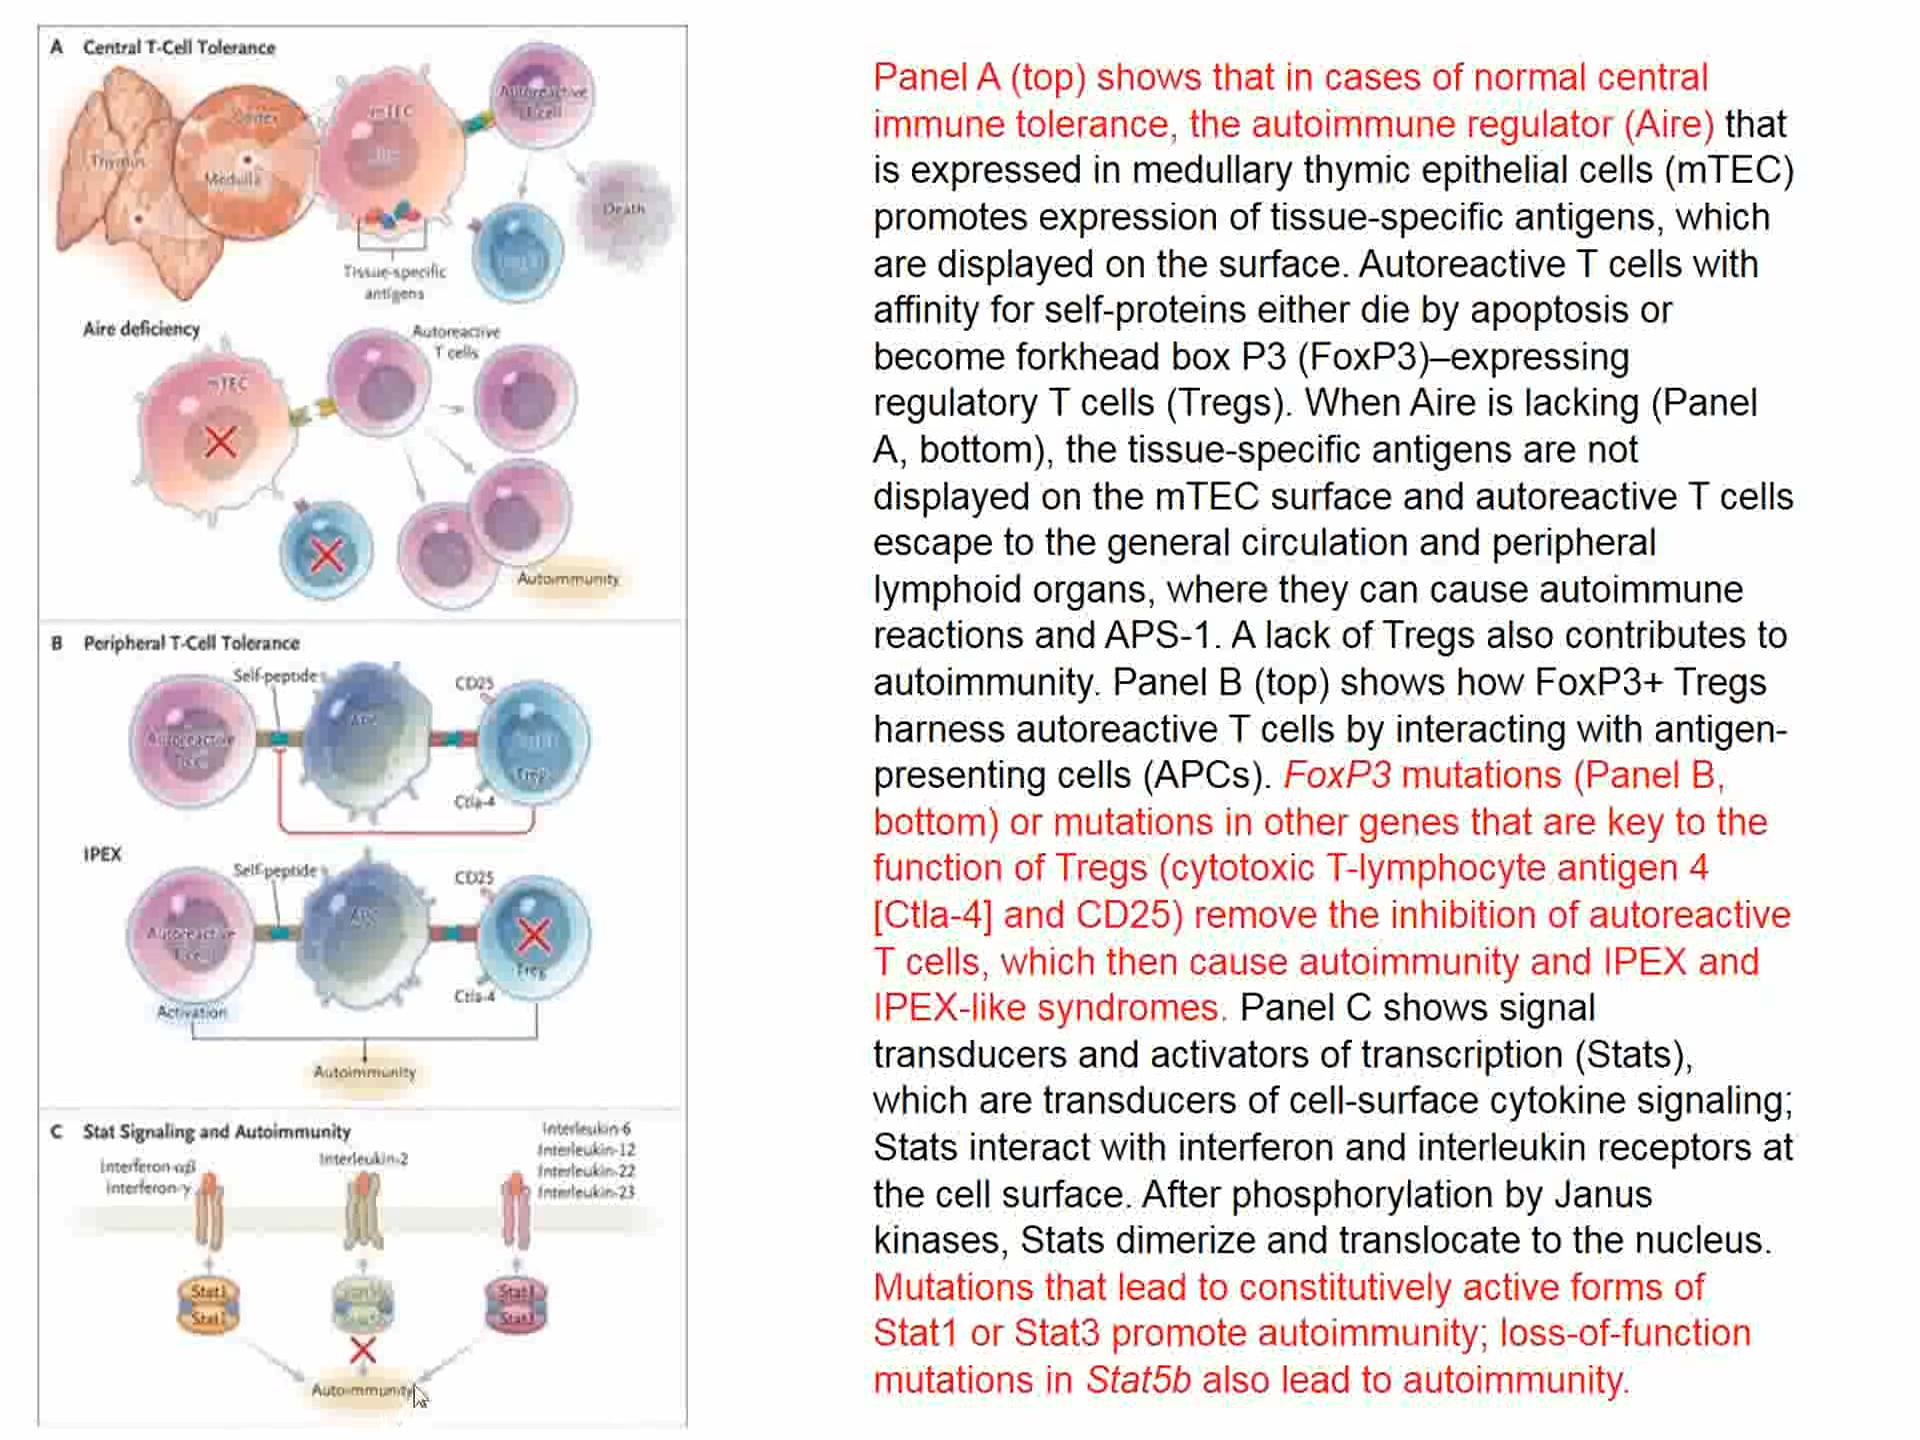 A Central T-Cell Tolerance
Thymus
Cortex
Medulla
mTEC
Autoreactive
T cell
Death
Tissue-specific
antigens
Aire deficiency
mTEC
Autoreactive
T cells
Autoimmunity
B Peripheral T-Cell Tolerance
Self-peptide
CD25
Autoreactive
APC
Treg
Ctla-4
IPEX
Self-peptide
CD25
Autoreactive
T cell
APC
Treg
Ctla-4
Activation
Autoimmunity
C Stat Signaling and Autoimmunity
Interferon-αβ
Interferon-γ
Interleukin-2
Interleukin-6
Interleukin-12
Interleukin-22
Interleukin-23
Stat1
Stat1
Stat3
Stat3
Autoimmunity
Panel A (top) shows that in cases of normal central
immune tolerance, the autoimmune regulator (Aire) that
is expressed in medullary thymic epithelial cells (mTEC)
promotes expression of tissue-specific antigens, which
are displayed on the surface. Autoreactive T cells with
affinity for self-proteins either die by apoptosis or
become forkhead box P3 (FoxP3)–expressing
regulatory T cells (Tregs). When Aire is lacking (Panel
A, bottom), the tissue-specific antigens are not
displayed on the mTEC surface and autoreactive T cells
escape to the general circulation and peripheral
lymphoid organs, where they can cause autoimmune
reactions and APS-1. A lack of Tregs also contributes to
autoimmunity. Panel B (top) shows how FoxP3+ Tregs
harness autoreactive T cells by interacting with antigen-
presenting cells (APCs). FoxP3 mutations (Panel B,
bottom) or mutations in other genes that are key to the
function of Tregs (cytotoxic T-lymphocyte antigen 4
[Ctla-4] and CD25) remove the inhibition of autoreactive
T cells, which then cause autoimmunity and IPEX and
IPEX-like syndromes. Panel C shows signal
transducers and activators of transcription (Stats),
which are transducers of cell-surface cytokine signaling;
Stats interact with interferon and interleukin receptors at
the cell surface. After phosphorylation by Janus
kinases, Stats dimerize and translocate to the nucleus.
Mutations that lead to constitutively active forms of
Stat1 or Stat3 promote autoimmunity; loss-of-function
mutations in Stat5b also lead to autoimmunity.